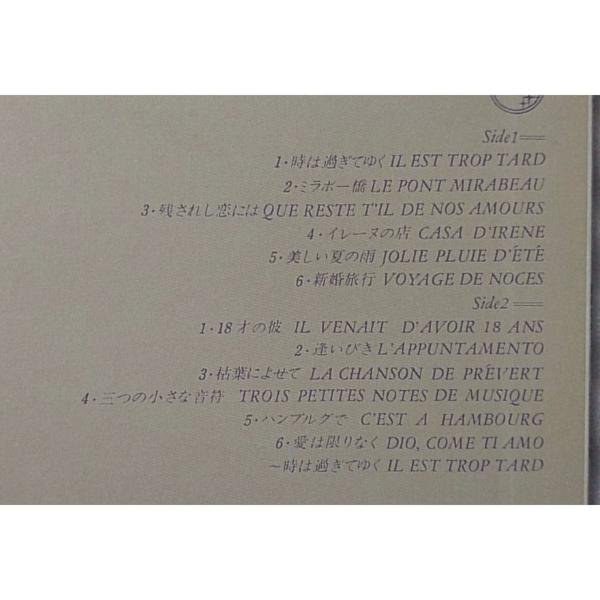 Side1
1・時は過ぎてゆく IL EST TROP TARD
2・ミラボー橋 LE PONT MIRABEAU
3・残されし恋には QUE RESTE T'IL DE NOS AMOURS
4・イレーヌの店 CASA D'IRENE
5・美しい夏の雨 JOLIE PLUIE D'ÉTÉ
6・新婚旅行 VOYAGE DE NOCES
Side2
1・18才の彼 IL VENAIT D'AVOIR 18 ANS
2・逢いびき L'APPUNTAMENTO
3・枯葉によせて LA CHANSON DE PRÉVERT
4・三つの小さな音符 TROIS PETITES NOTES DE MUSIQUE
5・ハンブルグで C'EST A HAMBOURG
6・愛は限りなく DIO, COME TI AMO
～時は過ぎてゆく IL EST TROP TARD